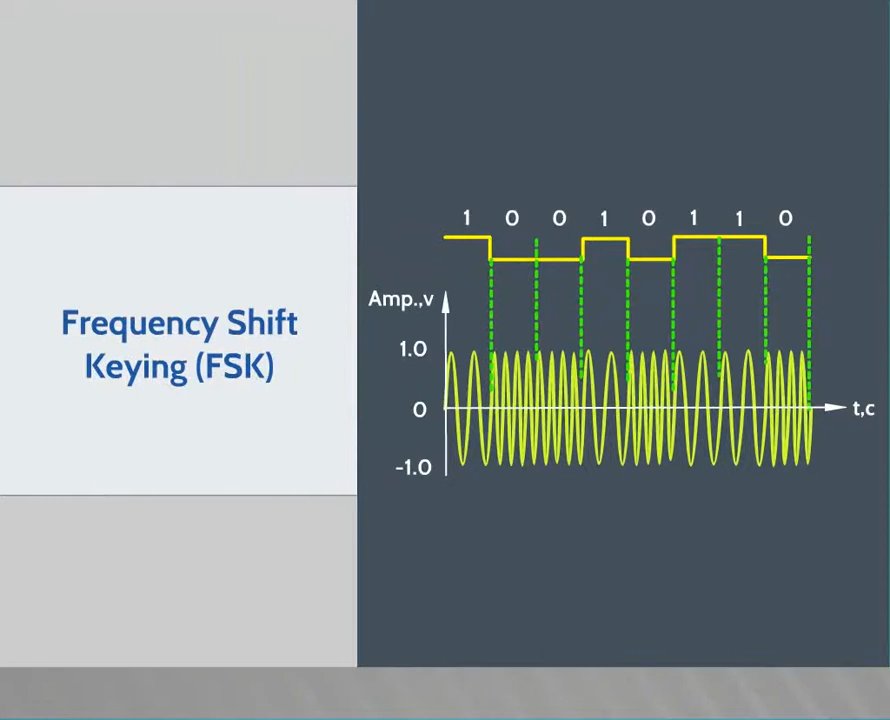 Frequency Shift
Keying (FSK)
1 0 0 1 0 1 1 0
Amp.,v
1.0
0
t,c
-1.0